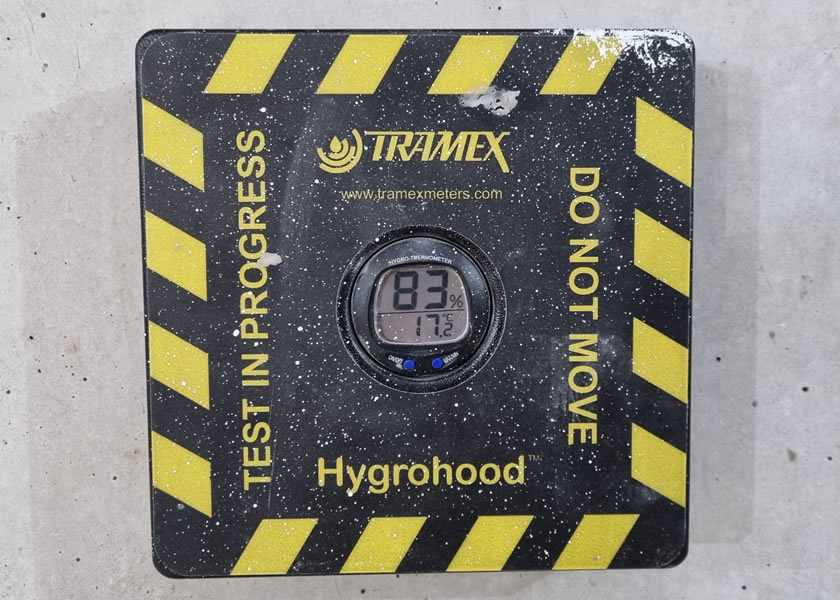 TRAMEX
www.tramexmeters.com
TEST IN PROGRESS
DO NOT MOVE
HYGRO-THERMOMETER
83%
17.2 °C
Hygrohood™